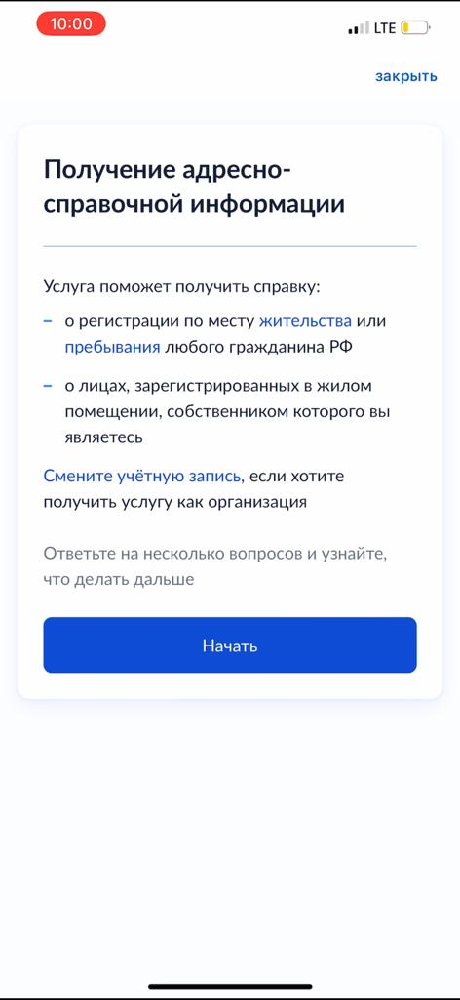 10:00
LTE
закрыть
Получение адресно-
справочной информации
Услуга поможет получить справку:
– о регистрации по месту жительства или
пребывания любого гражданина РФ
– о лицах, зарегистрированных в жилом
помещении, собственником которого вы
являетесь
Смените учётную запись, если хотите
получить услугу как организация
Ответьте на несколько вопросов и узнайте,
что делать дальше
Начать